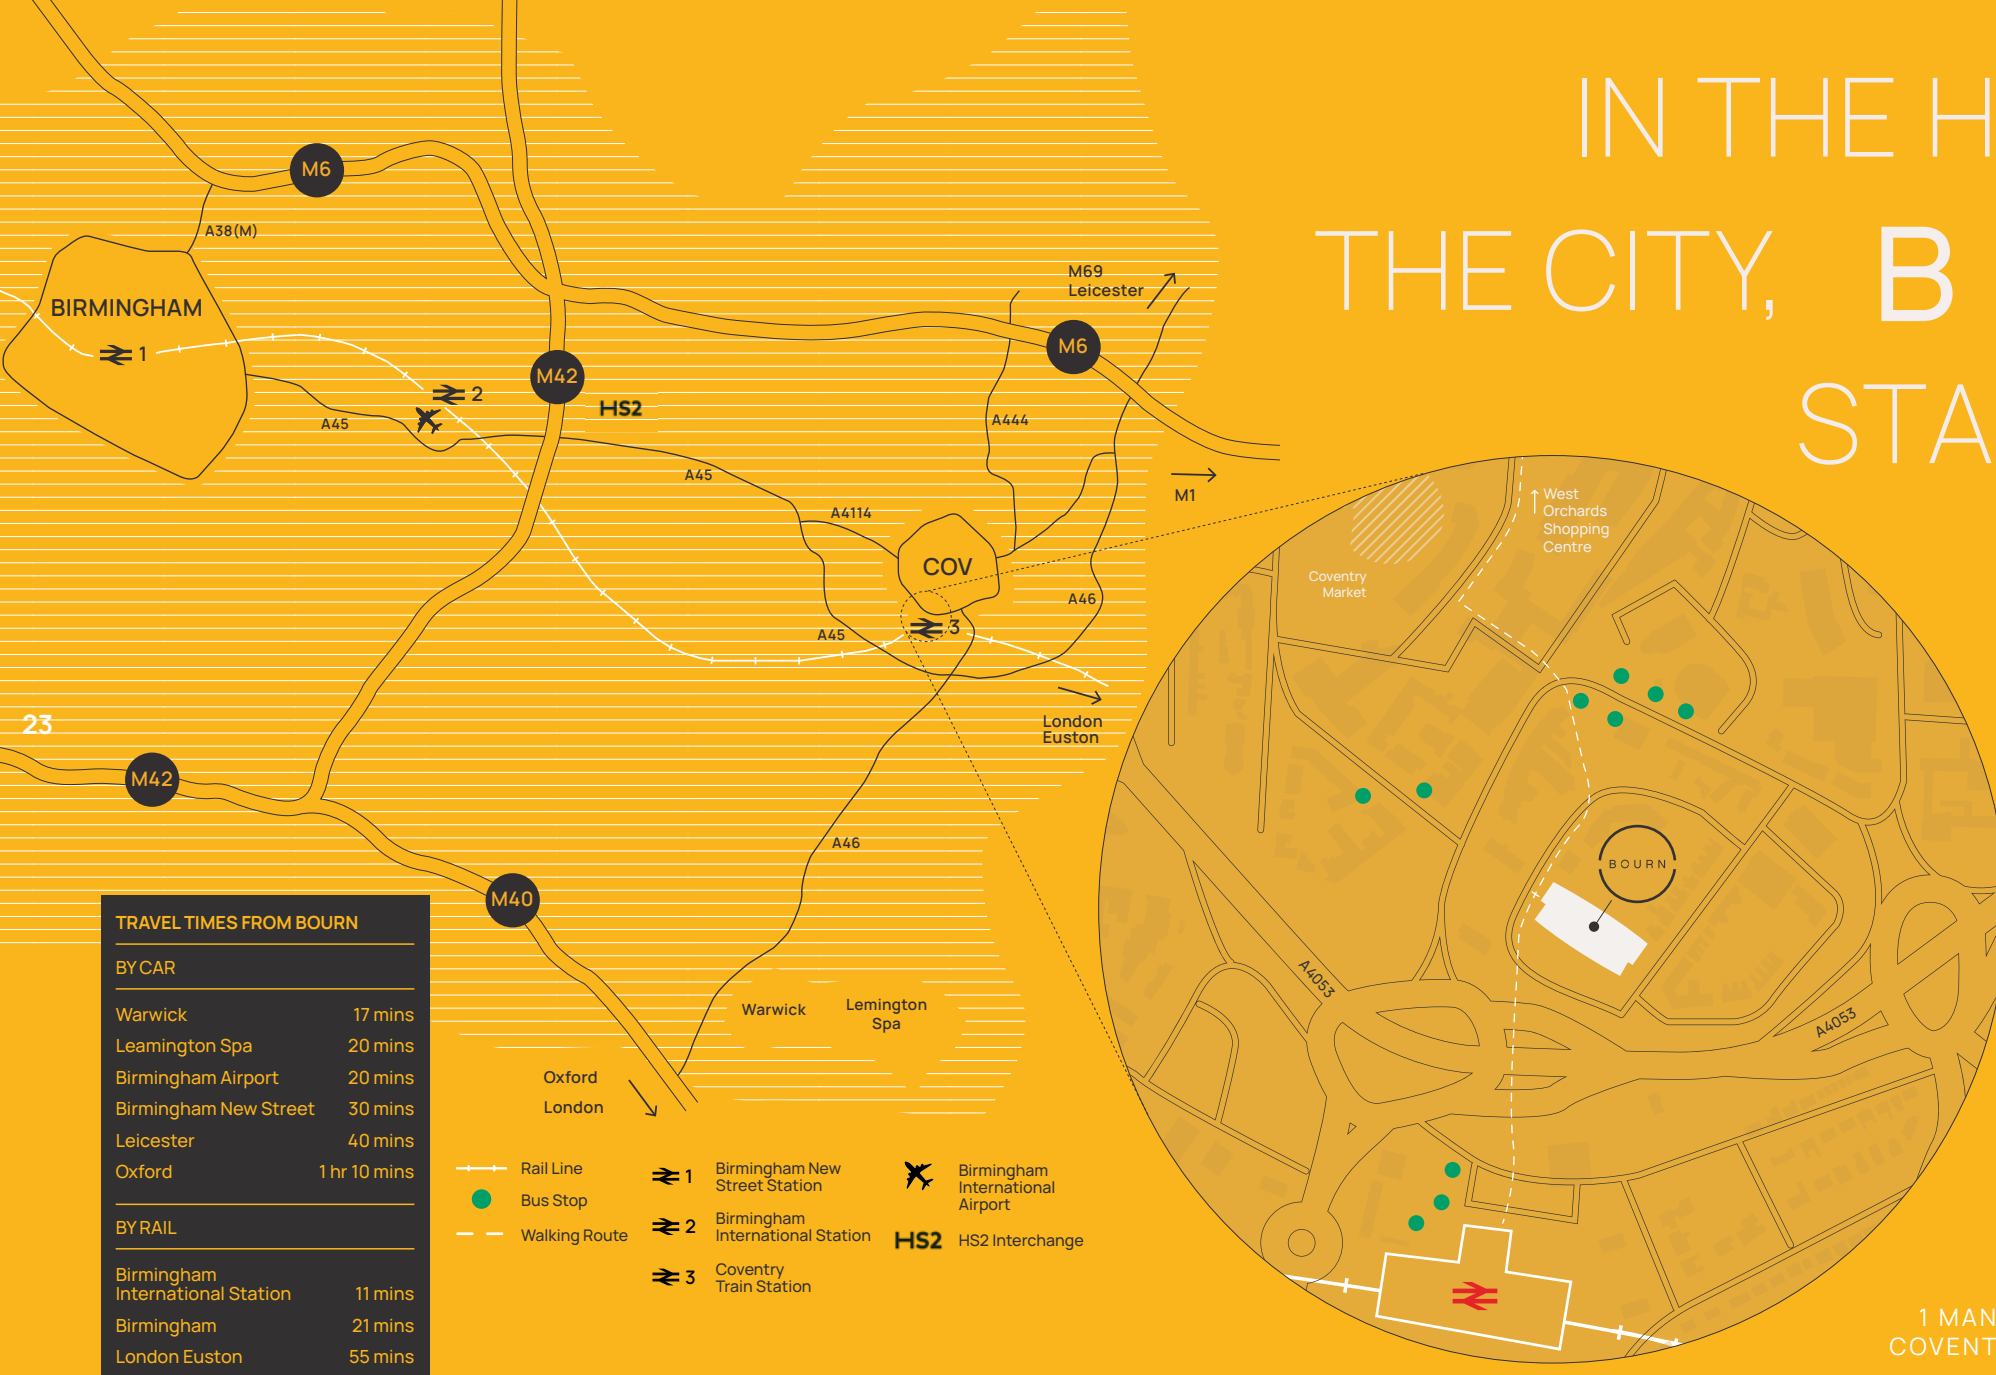 IN THE H
THE CITY, B
STA
M6
A38(M)
BIRMINGHAM
1
2
A45
M42
HS2
M69
Leicester
M6
A444
M1
A45
A4114
COV
A46
3
A45
London
Euston
23
M42
A46
M40
Warwick
Lemington
Spa
Oxford
London
West
Orchards
Shopping
Centre
Coventry
Market
BOURN
A4053
A4053
TRAVEL TIMES FROM BOURN
BY CAR
Warwick 17 mins
Leamington Spa 20 mins
Birmingham Airport 20 mins
Birmingham New Street 30 mins
Leicester 40 mins
Oxford 1 hr 10 mins
BY RAIL
Birmingham
International Station 11 mins
Birmingham 21 mins
London Euston 55 mins
Rail Line
Bus Stop
Walking Route
1 Birmingham New
Street Station
2 Birmingham
International Station
3 Coventry
Train Station
Birmingham
International
Airport
HS2 HS2 Interchange
1 MAN
COVENT